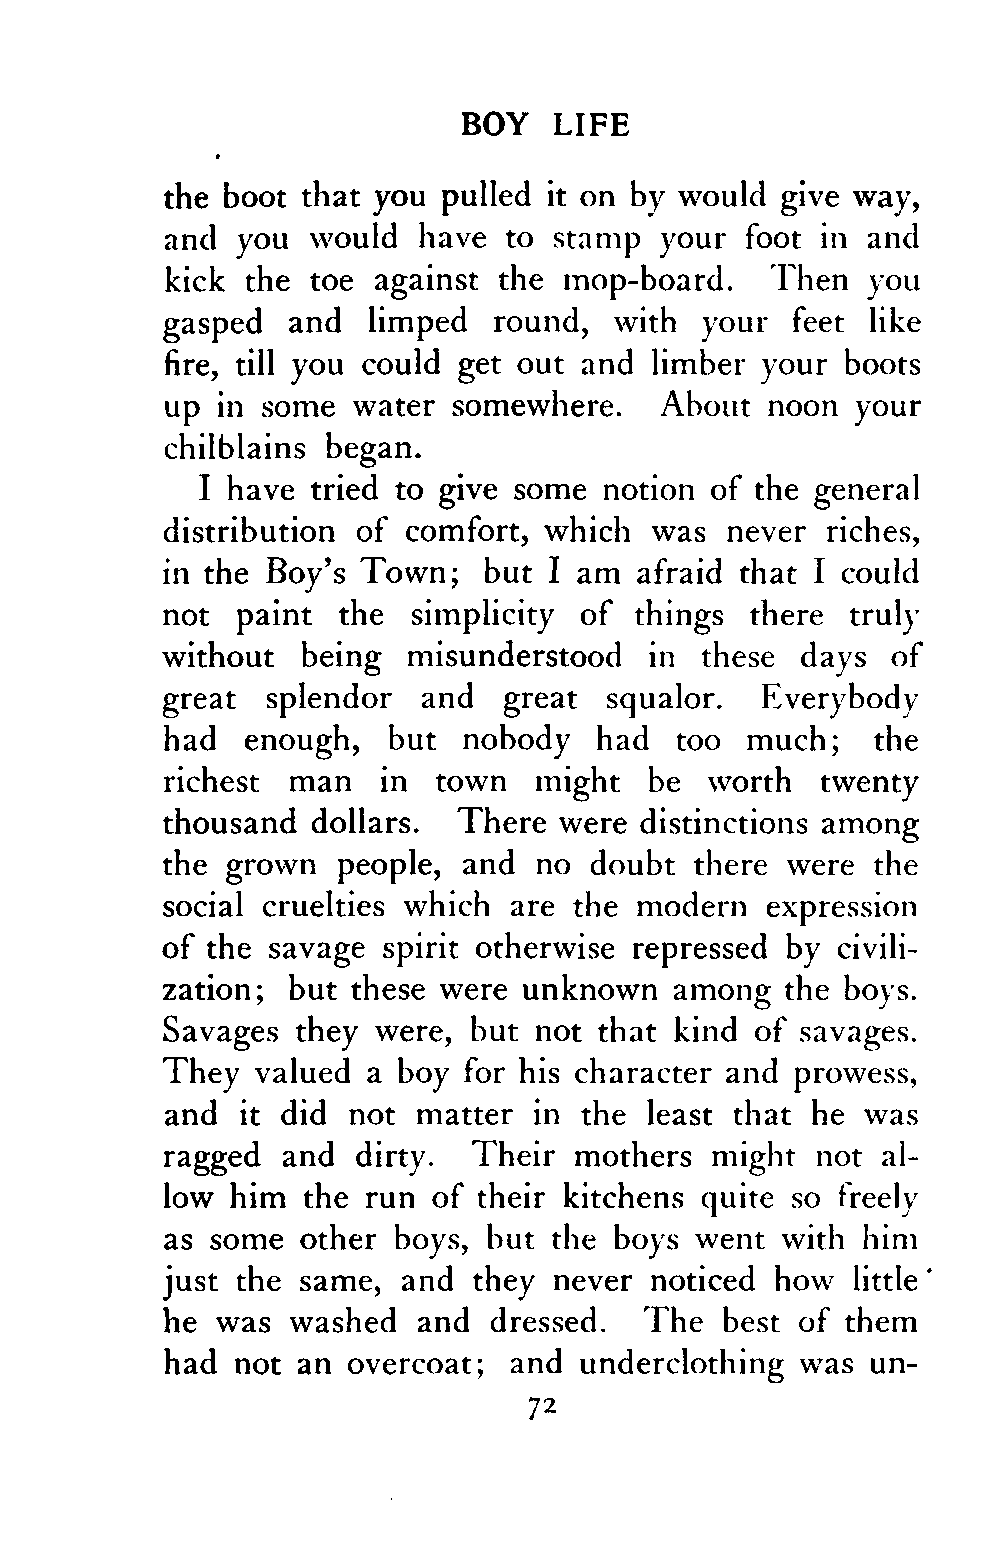 BOY LIFE
the boot that you pulled it on by would give way,
and you would have to stamp your foot in and
kick the toe against the mop-board. Then you
gasped and limped round, with your feet like
fire, till you could get out and limber your boots
up in some water somewhere. About noon your
chilblains began.
I have tried to give some notion of the general
distribution of comfort, which was never riches,
in the Boy's Town; but I am afraid that I could
not paint the simplicity of things there truly
without being misunderstood in these days of
great splendor and great squalor. Everybody
had enough, but nobody had too much; the
richest man in town might be worth twenty
thousand dollars. There were distinctions among
the grown people, and no doubt there were the
social cruelties which are the modern expression
of the savage spirit otherwise repressed by civili-
zation; but these were unknown among the boys.
Savages they were, but not that kind of savages.
They valued a boy for his character and prowess,
and it did not matter in the least that he was
ragged and dirty. Their mothers might not al-
low him the run of their kitchens quite so freely
as some other boys, but the boys went with him
just the same, and they never noticed how little
he was washed and dressed. The best of them
had not an overcoat; and underclothing was un-
72